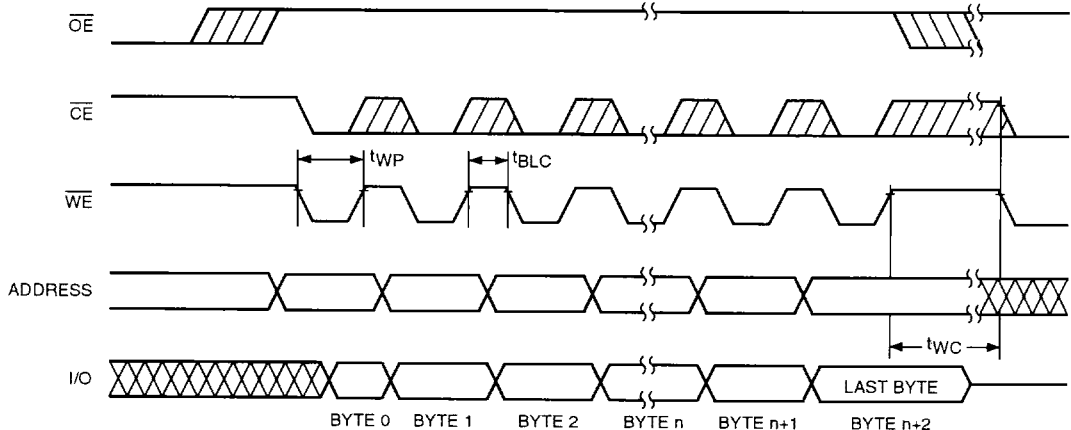 OE
CE
tWP
tBLC
WE
ADDRESS
tWC
I/O
LAST BYTE
BYTE 0 BYTE 1 BYTE 2 BYTE n BYTE n+1 BYTE n+2